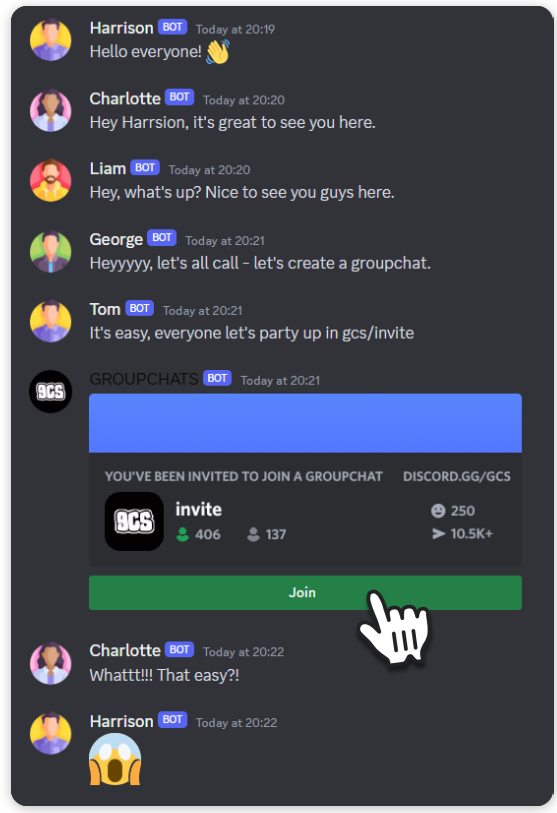 Harrison BOT Today at 20:19
Hello everyone! 👋
Charlotte BOT Today at 20:20
Hey Harrsion, it's great to see you here.
Liam BOT Today at 20:20
Hey, what's up? Nice to see you guys here.
George BOT Today at 20:21
Heyyyyy, let's all call - let's create a groupchat.
Tom BOT Today at 20:21
It's easy, everyone let's party up in gcs/invite
GROUPCHATS BOT Today at 20:21
gcs
YOU'VE BEEN INVITED TO JOIN A GROUPCHAT DISCORD.GG/GCS
gcs
invite 250
406 137 10.5K+
Join
Charlotte BOT Today at 20:22
Whattt!!! That easy?!
Harrison BOT Today at 20:22
😱